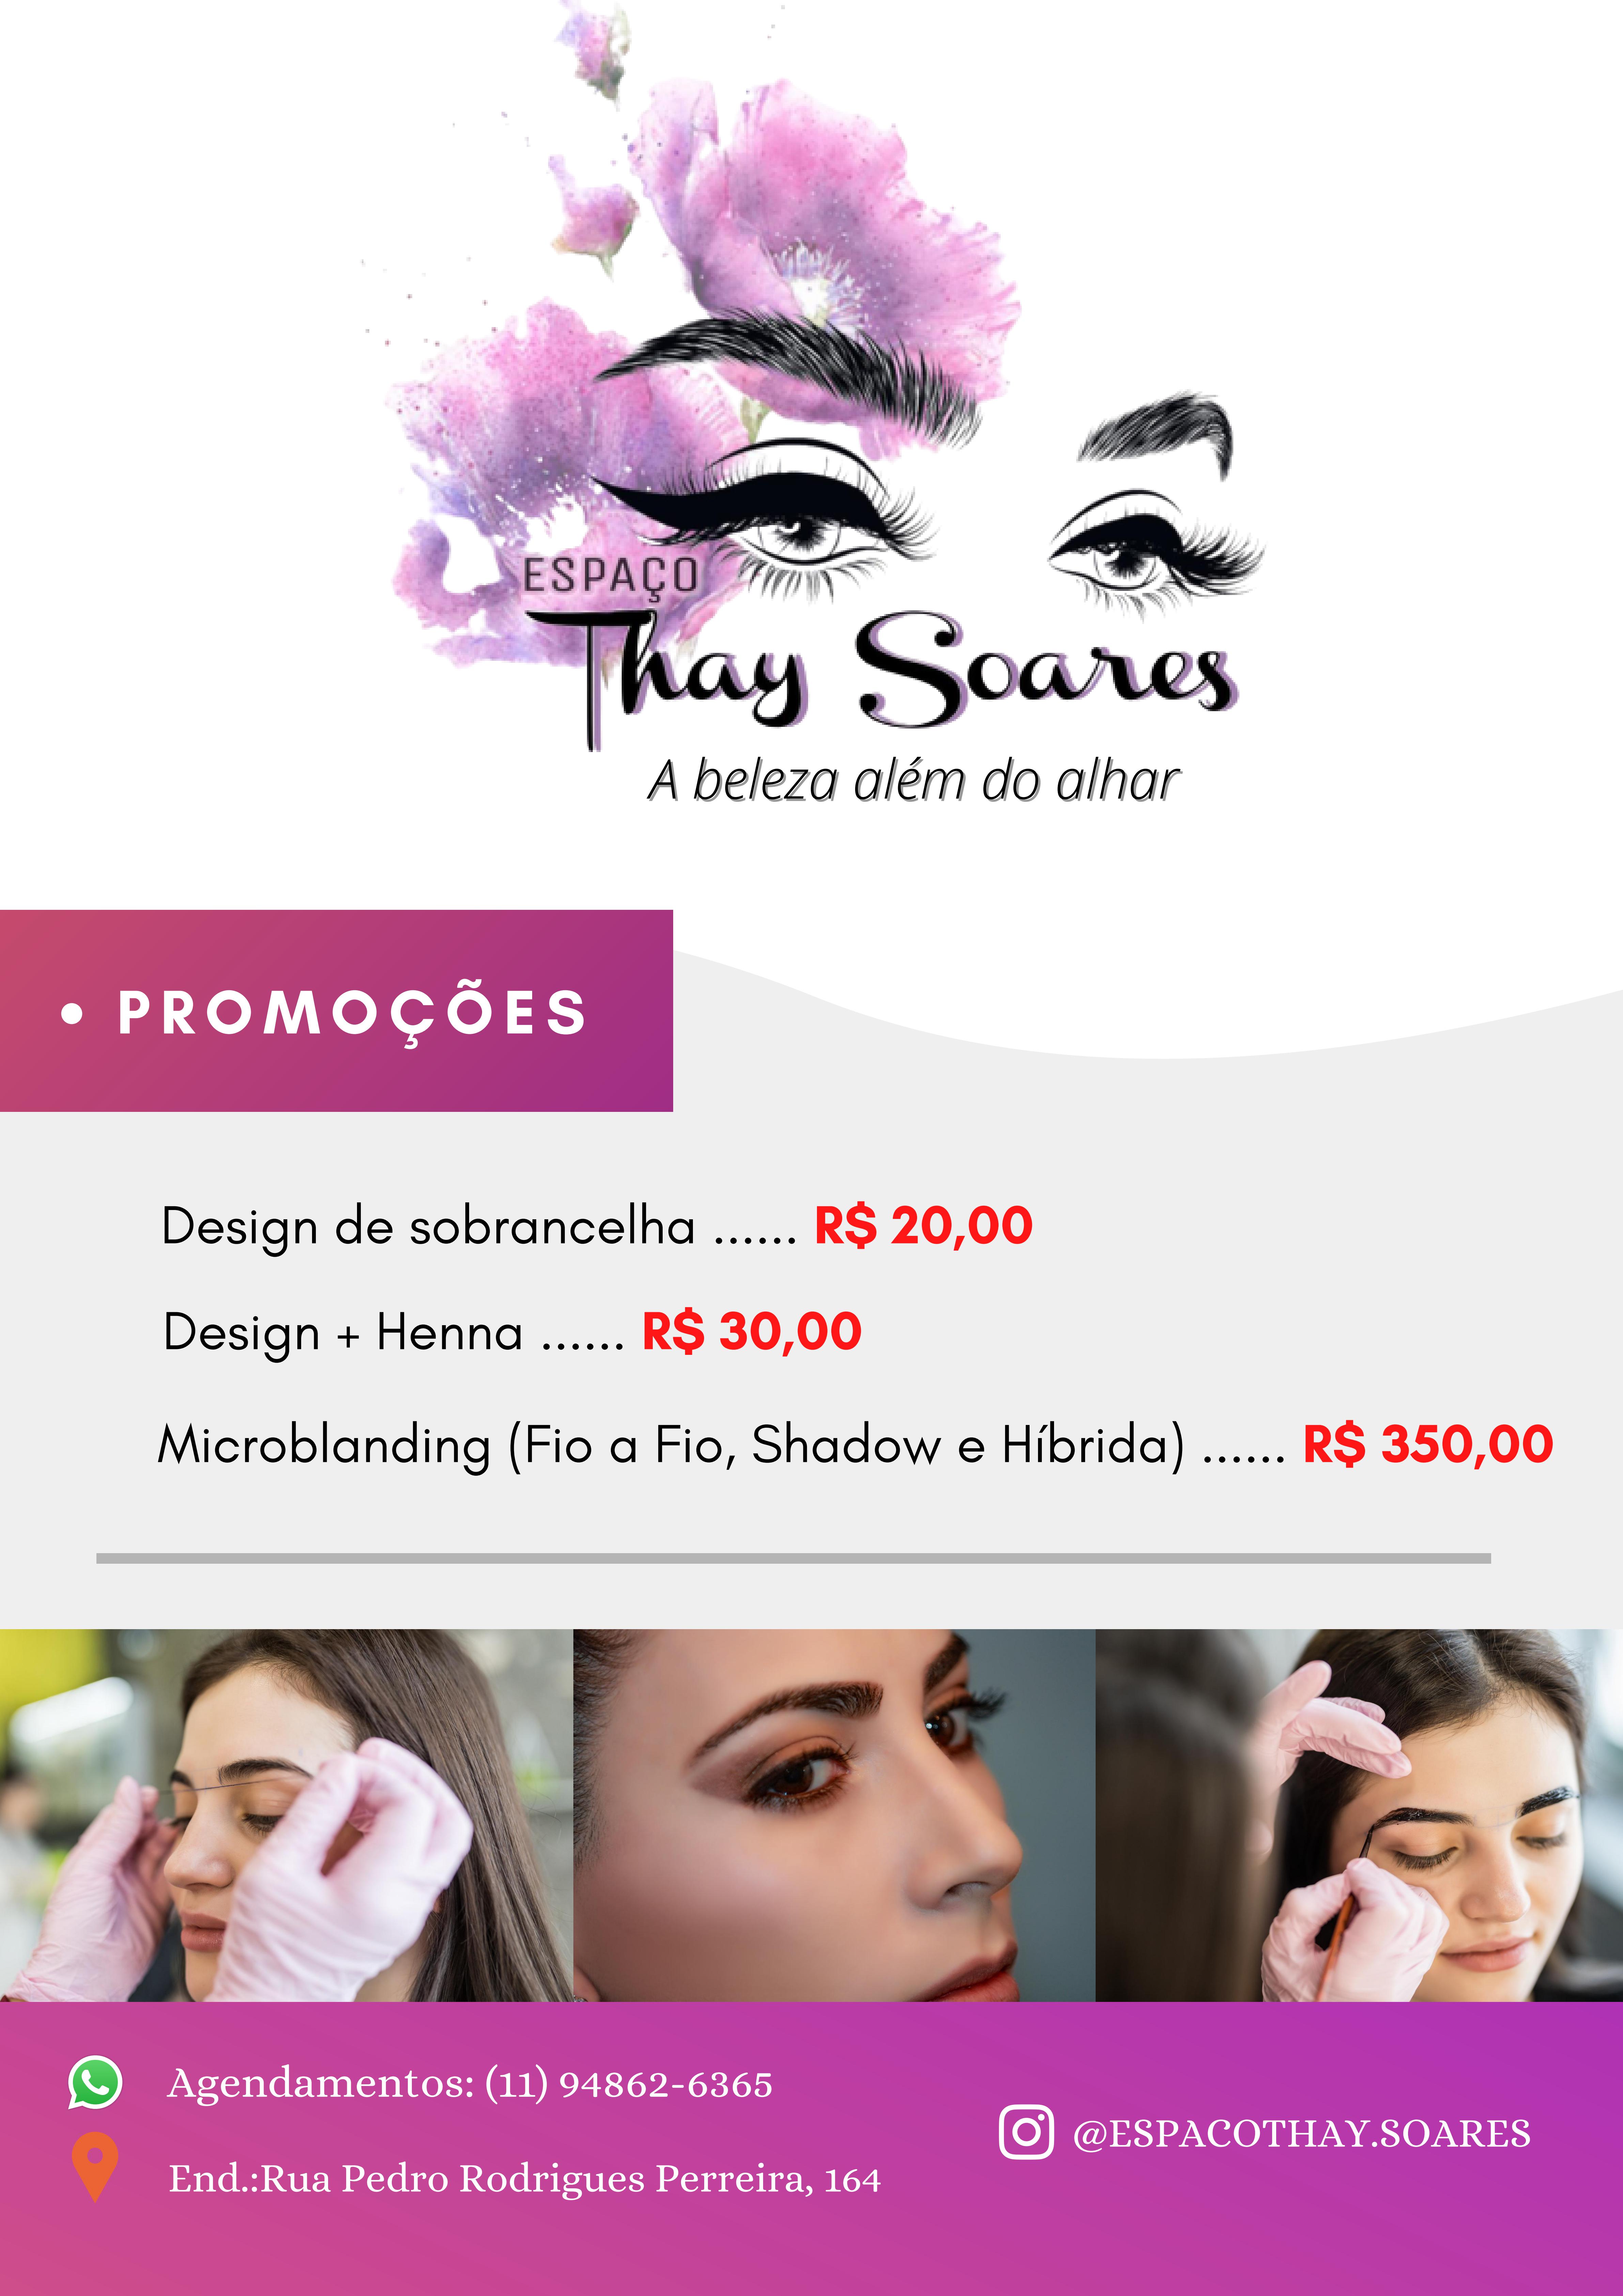 ESPAÇO
Thay Soares
A beleza além do alhar
• PROMOÇÕES
Design de sobrancelha ...... R$ 20,00
Design + Henna ...... R$ 30,00
Microblanding (Fio a Fio, Shadow e Híbrida) ...... R$ 350,00
Agendamentos: (11) 94862-6365
@ESPACOTHAY.SOARES
End.:Rua Pedro Rodrigues Perreira, 164